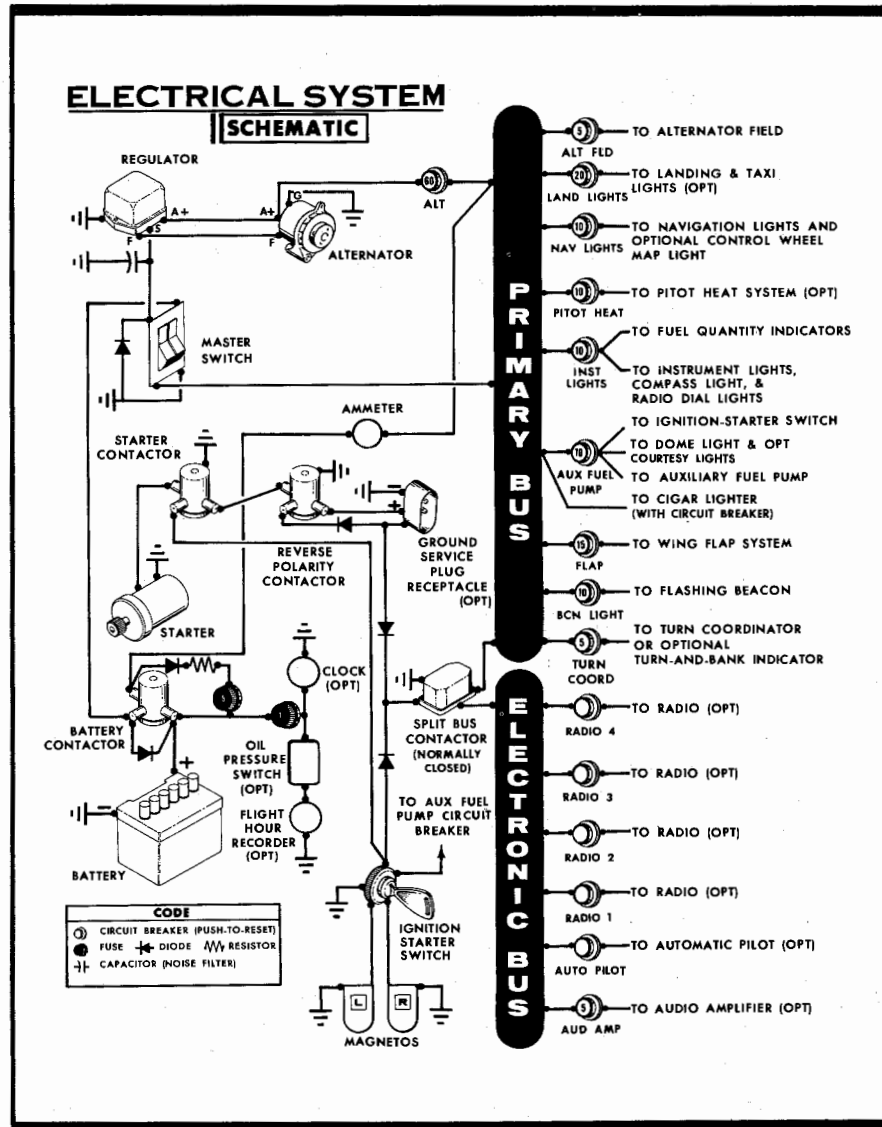 ELECTRICAL SYSTEM
SCHEMATIC
REGULATOR
A+
S
F
A+
G
F
ALTERNATOR
60
ALT
MASTER
SWITCH
AMMETER
STARTER
CONTACTOR
REVERSE
POLARITY
CONTACTOR
−
+
GROUND
SERVICE
PLUG
RECEPTACLE
(OPT)
STARTER
CLOCK
(OPT)
BATTERY
CONTACTOR
OIL
PRESSURE
SWITCH
(OPT)
FLIGHT
HOUR
RECORDER
(OPT)
+
−
BATTERY
SPLIT BUS
CONTACTOR
(NORMALLY
CLOSED)
TO AUX FUEL
PUMP CIRCUIT
BREAKER
IGNITION
STARTER
SWITCH
L
R
MAGNETOS
CODE
CIRCUIT BREAKER (PUSH-TO-RESET)
FUSE DIODE RESISTOR
CAPACITOR (NOISE FILTER)
PRIMARY BUS
5
ALT FLD
TO ALTERNATOR FIELD
20
LAND LIGHTS
TO LANDING & TAXI
LIGHTS (OPT)
10
NAV LIGHTS
TO NAVIGATION LIGHTS AND
OPTIONAL CONTROL WHEEL
MAP LIGHT
10
PITOT HEAT
TO PITOT HEAT SYSTEM (OPT)
10
INST
LIGHTS
TO FUEL QUANTITY INDICATORS
TO INSTRUMENT LIGHTS,
COMPASS LIGHT, &
RADIO DIAL LIGHTS
10
AUX FUEL
PUMP
TO IGNITION-STARTER SWITCH
TO DOME LIGHT & OPT
COURTESY LIGHTS
TO AUXILIARY FUEL PUMP
TO CIGAR LIGHTER
(WITH CIRCUIT BREAKER)
15
FLAP
TO WING FLAP SYSTEM
10
BCN LIGHT
TO FLASHING BEACON
5
TURN
COORD
TO TURN COORDINATOR
OR OPTIONAL
TURN-AND-BANK INDICATOR
ELECTRONIC BUS
RADIO 4
TO RADIO (OPT)
RADIO 3
TO RADIO (OPT)
RADIO 2
TO RADIO (OPT)
RADIO 1
TO RADIO (OPT)
AUTO PILOT
TO AUTOMATIC PILOT (OPT)
5
AUD AMP
TO AUDIO AMPLIFIER (OPT)